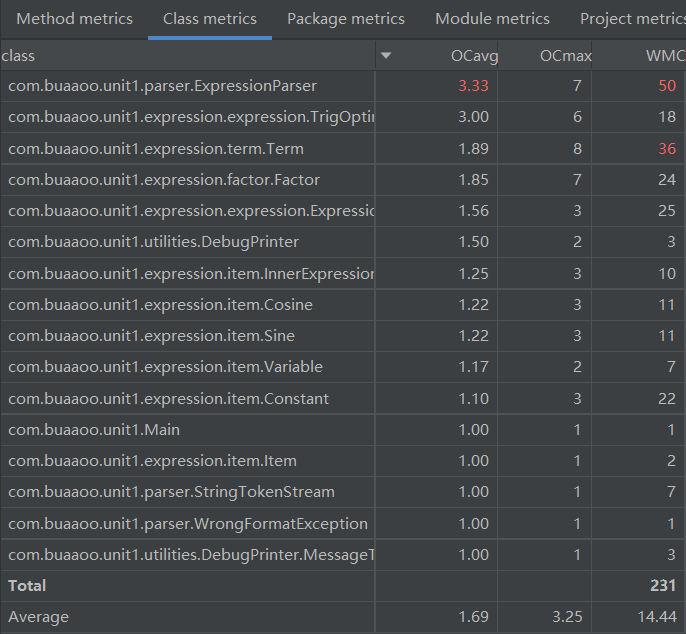 Method metrics Class metrics Package metrics Module metrics Project metrics
class OCavg OCmax WMC
com.buaaoo.unit1.parser.ExpressionParser 3.33 7 50
com.buaaoo.unit1.expression.expression.TrigOptim 3.00 6 18
com.buaaoo.unit1.expression.term.Term 1.89 8 36
com.buaaoo.unit1.expression.factor.Factor 1.85 7 24
com.buaaoo.unit1.expression.expression.Expressio 1.56 3 25
com.buaaoo.unit1.utilities.DebugPrinter 1.50 2 3
com.buaaoo.unit1.expression.item.InnerExpression 1.25 3 10
com.buaaoo.unit1.expression.item.Cosine 1.22 3 11
com.buaaoo.unit1.expression.item.Sine 1.22 3 11
com.buaaoo.unit1.expression.item.Variable 1.17 2 7
com.buaaoo.unit1.expression.item.Constant 1.10 3 22
com.buaaoo.unit1.Main 1.00 1 1
com.buaaoo.unit1.expression.item.Item 1.00 1 2
com.buaaoo.unit1.parser.StringTokenStream 1.00 1 7
com.buaaoo.unit1.parser.WrongFormatException 1.00 1 1
com.buaaoo.unit1.utilities.DebugPrinter.MessageT 1.00 1 3
Total 231
Average 1.69 3.25 14.44